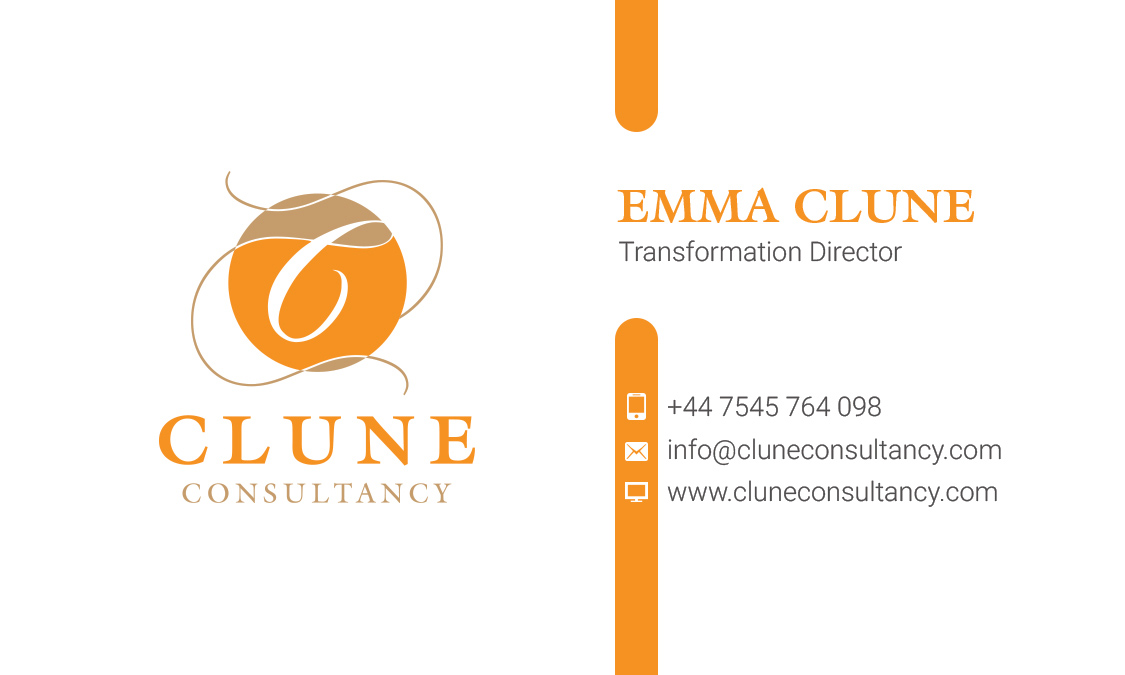 C
CLUNE
CONSULTANCY
EMMA CLUNE
Transformation Director
+44 7545 764 098
info@cluneconsultancy.com
www.cluneconsultancy.com